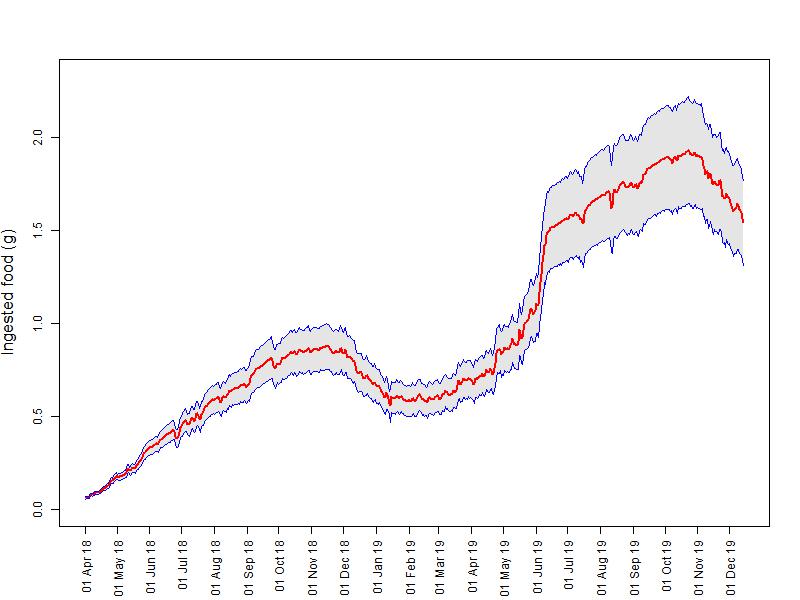 Ingested food (g)
2.0
1.5
1.0
0.5
0.0
01 Apr 18
01 May 18
01 Jun 18
01 Jul 18
01 Aug 18
01 Sep 18
01 Oct 18
01 Nov 18
01 Dec 18
01 Jan 19
01 Feb 19
01 Mar 19
01 Apr 19
01 May 19
01 Jun 19
01 Jul 19
01 Aug 19
01 Sep 19
01 Oct 19
01 Nov 19
01 Dec 19